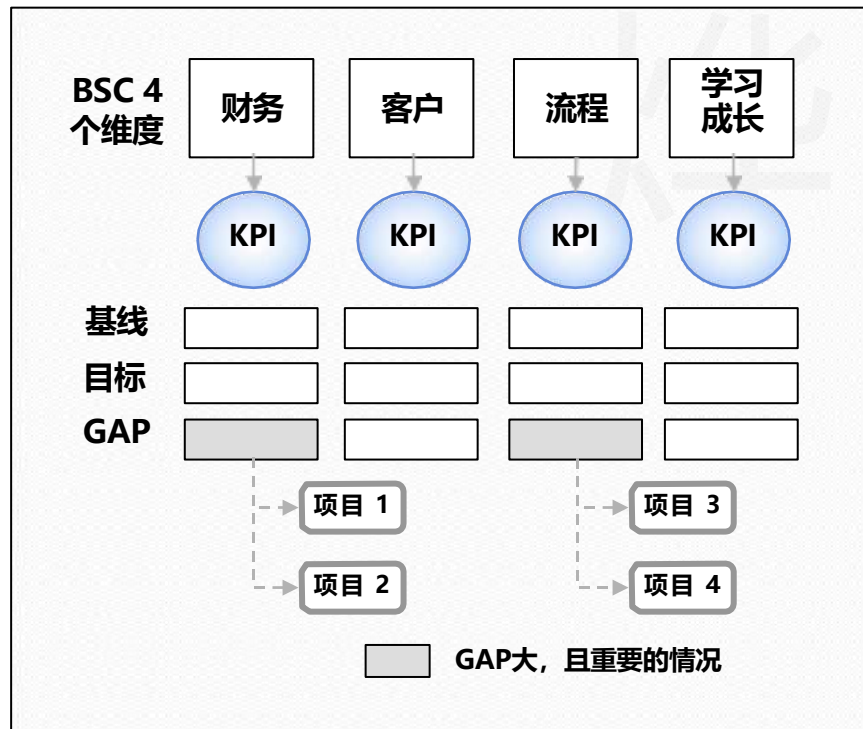 BSC 4
个维度
财务
客户
流程
学习
成长
KPI
KPI
KPI
KPI
基线
目标
GAP
项目 1
项目 3
项目 2
项目 4
GAP大，且重要的情况